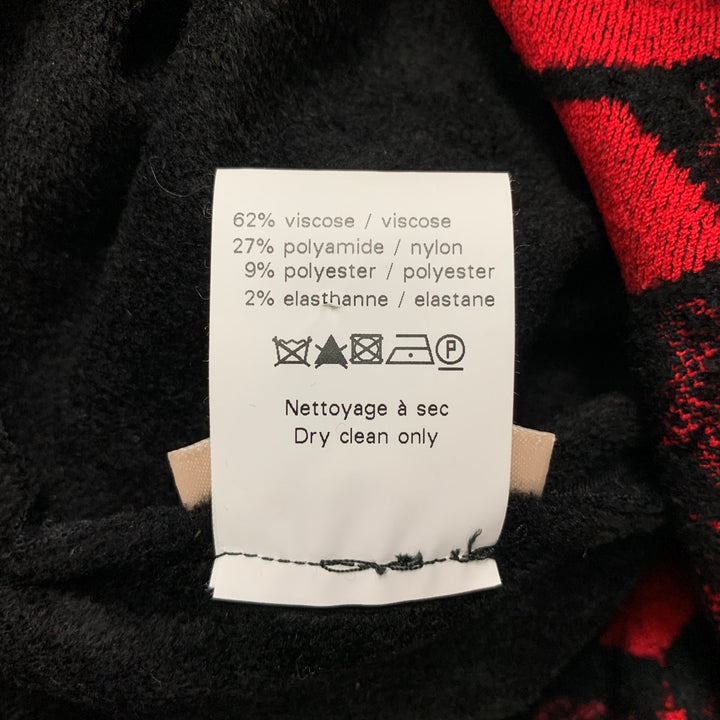 62% viscose / viscose
27% polyamide / nylon
9% polyester / polyester
2% elasthanne / elastane
P
Nettoyage à sec
Dry clean only